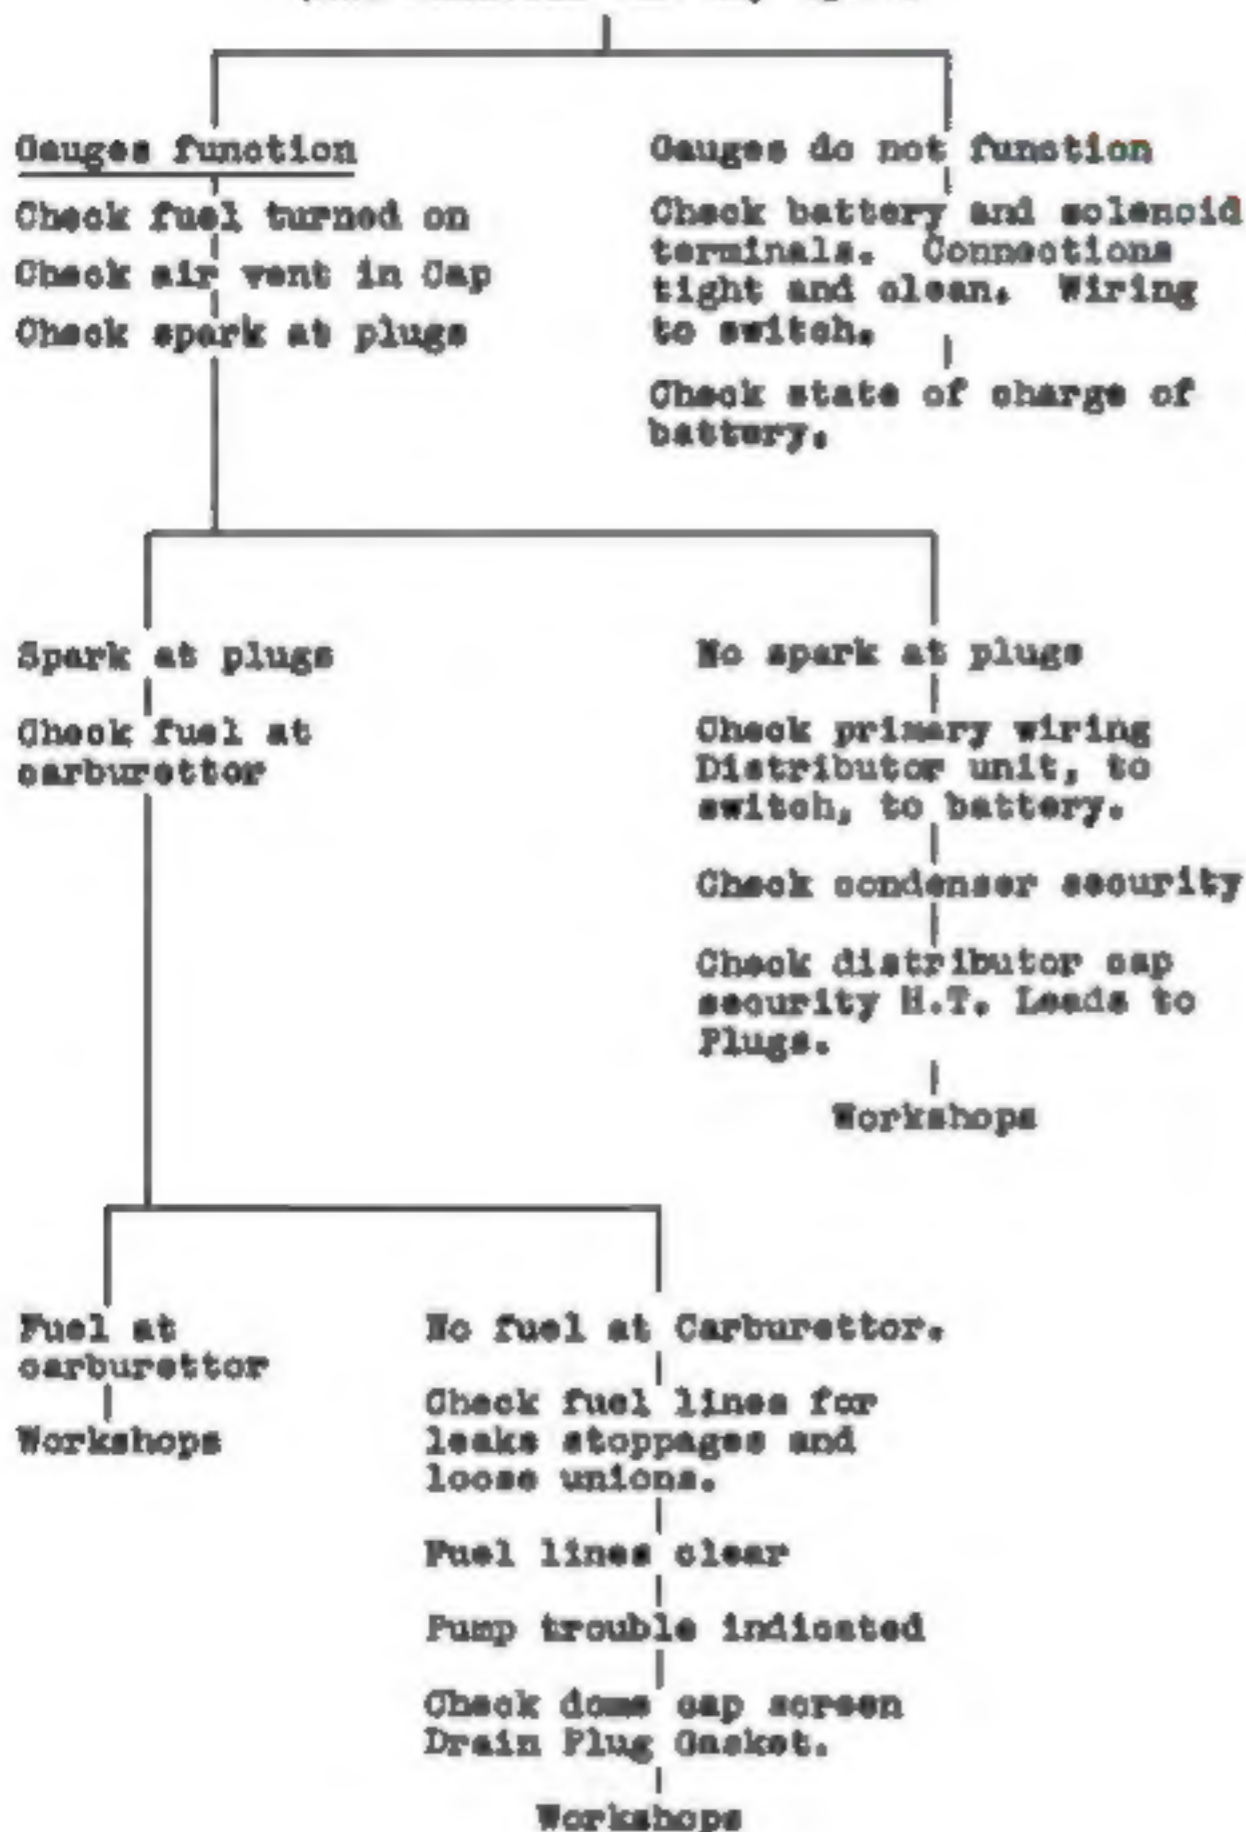 Gauges function
Check fuel turned on
Check air vent in Cap
Check spark at plugs
Gauges do not function
Check battery and solenoid
terminals. Connections
tight and clean. Wiring
to switch.
Check state of charge of
battery.
Spark at plugs
Check fuel at
carburettor
No spark at plugs
Check primary wiring
Distributor unit, to
switch, to battery.
Check condenser security
Check distributor cap
security H.T. Leads to
Plugs.
Workshops
Fuel at
carburettor
Workshops
No fuel at Carburettor.
Check fuel lines for
leaks stoppages and
loose unions.
Fuel lines clear
Pump trouble indicated
Check dome cap screen
Drain Plug Gasket.
Workshops